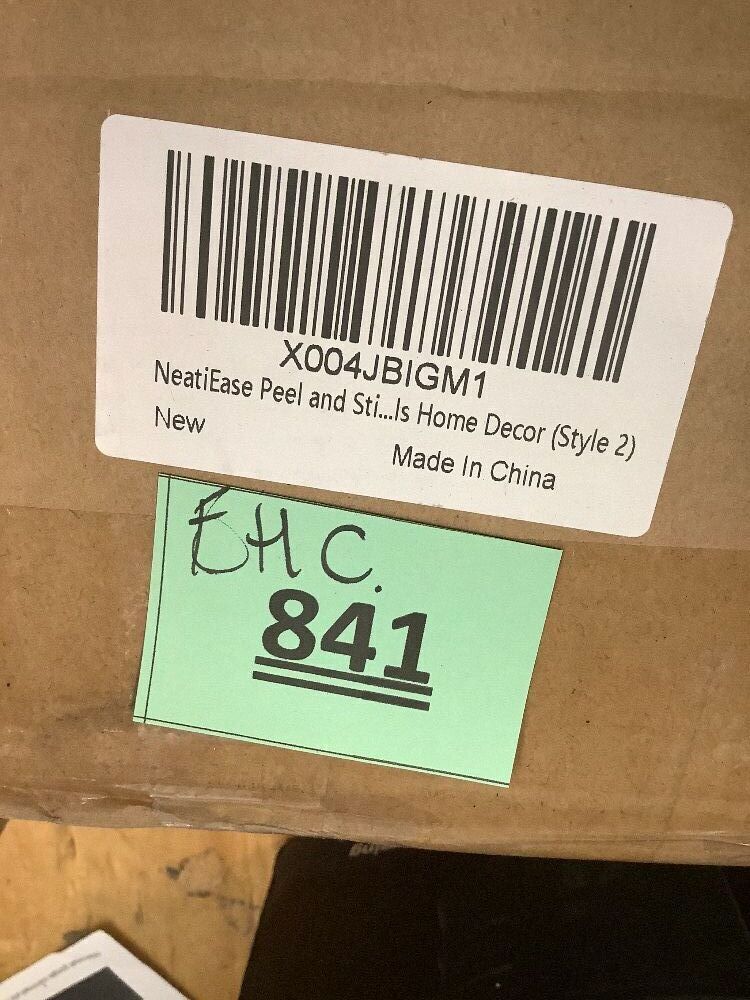 X004JBIGM1
NeatiEase Peel and Sti...ls Home Decor (Style 2)
New
Made In China
EHC.
841